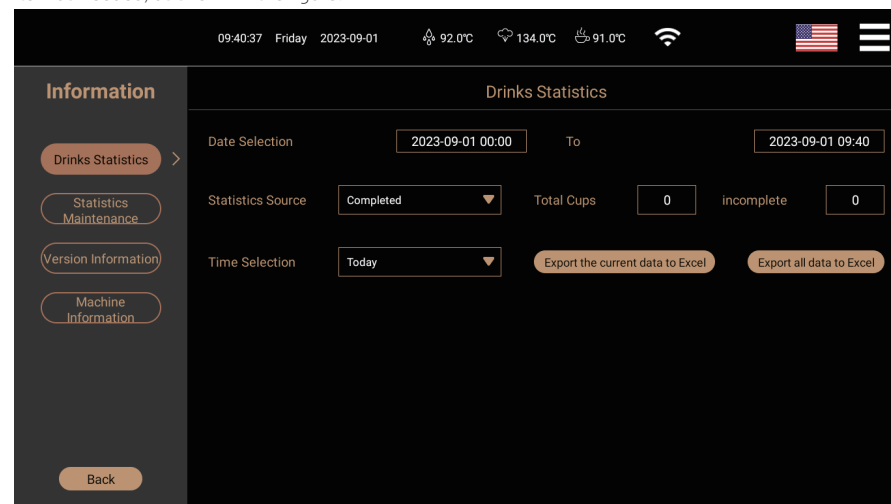 09:40:37 Friday 2023-09-01 92.0℃ 134.0℃ 91.0℃
Information
Drinks Statistics
Drinks Statistics >
Statistics
Maintenance
Version Information
Machine
Information
Back
Date Selection 2023-09-01 00:00 To 2023-09-01 09:40
Statistics Source Completed Total Cups 0 incomplete 0
Time Selection Today Export the current data to Excel Export all data to Excel